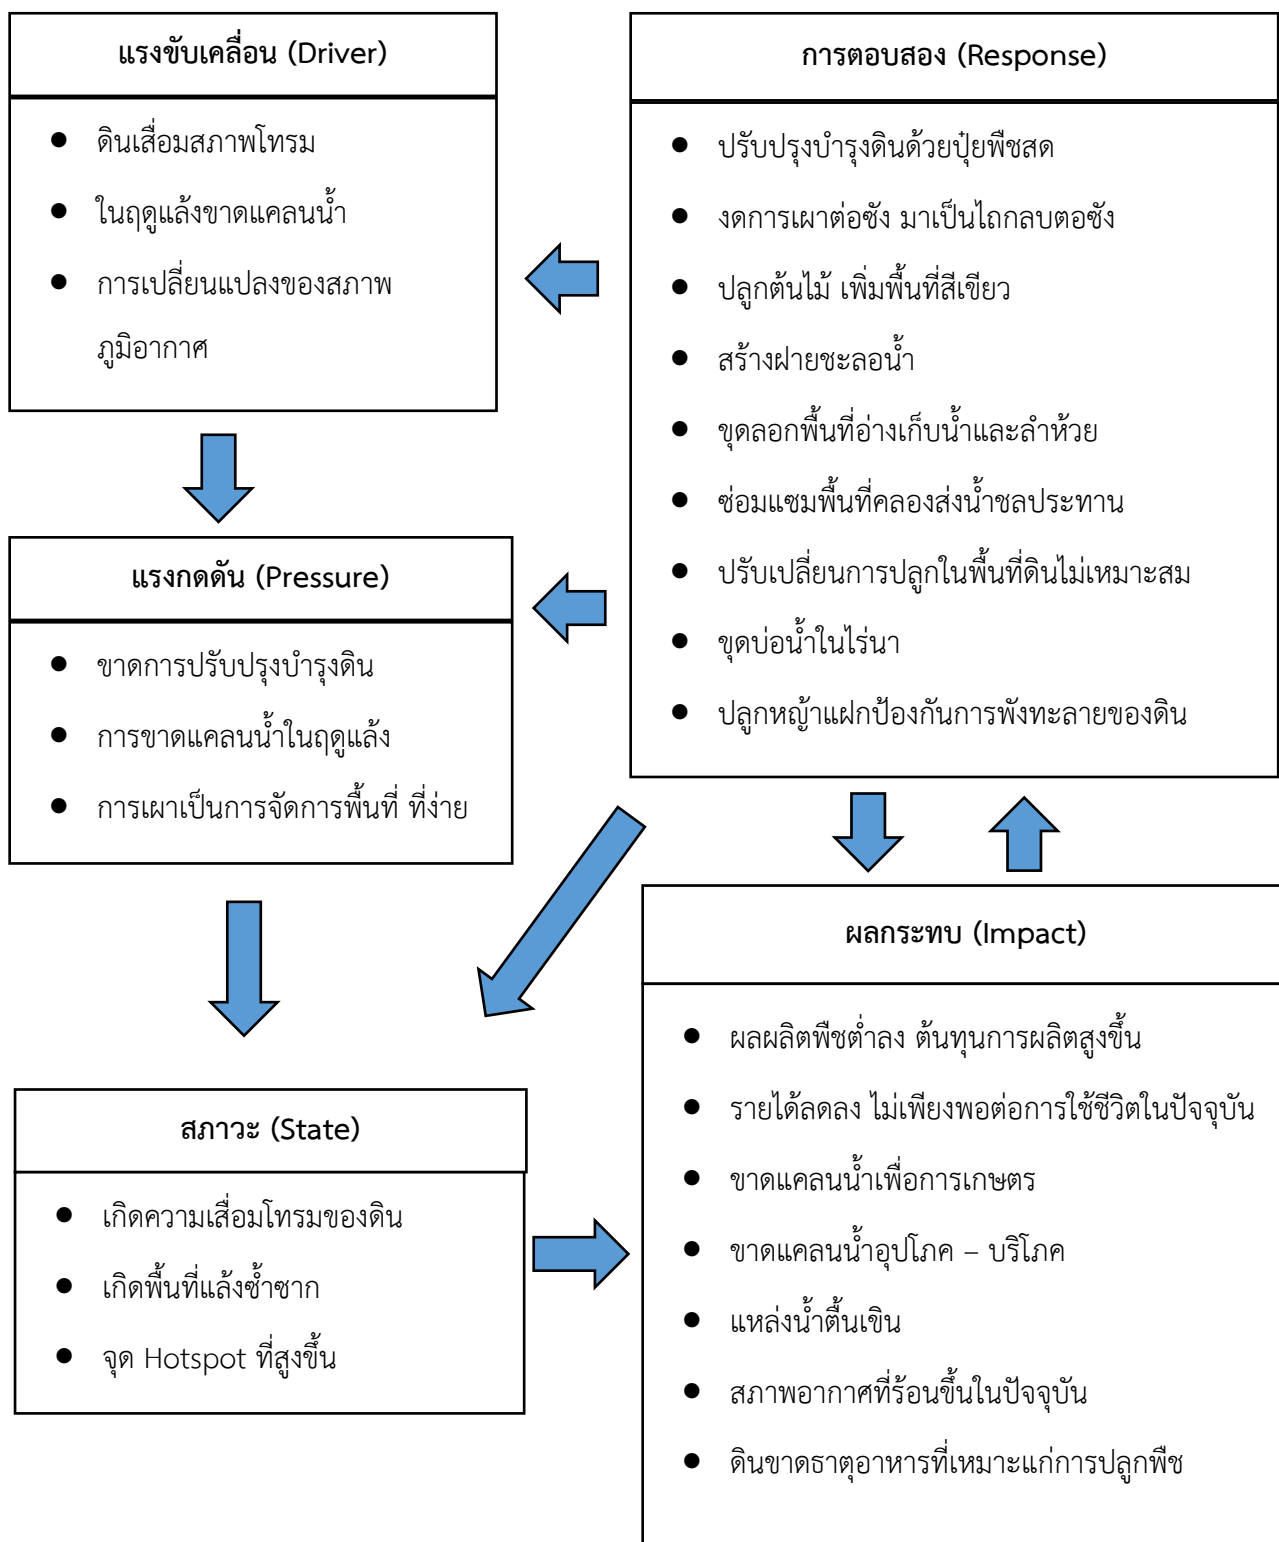 แรงขับเคลื่อน (Driver)
● ดินเสื่อมสภาพโทรม
● ในฤดูแล้งขาดแคลนน้ำ
● การเปลี่ยนแปลงของสภาพ
ภูมิอากาศ
การตอบสอง (Response)
● ปรับปรุงบำรุงดินด้วยปุ๋ยพืชสด
● งดการเผาต่อซัง มาเป็นไถกลบตอซัง
● ปลูกต้นไม้ เพิ่มพื้นที่สีเขียว
● สร้างฝายชะลอน้ำ
● ขุดลอกพื้นที่อ่างเก็บน้ำและลำห้วย
● ซ่อมแซมพื้นที่คลองส่งน้ำชลประทาน
● ปรับเปลี่ยนการปลูกในพื้นที่ดินไม่เหมาะสม
● ขุดบ่อน้ำในไร่นา
● ปลูกหญ้าแฝกป้องกันการพังทะลายของดิน
แรงกดดัน (Pressure)
● ขาดการปรับปรุงบำรุงดิน
● การขาดแคลนน้ำในฤดูแล้ง
● การเผาเป็นการจัดการพื้นที่ ที่ง่าย
สภาวะ (State)
● เกิดความเสื่อมโทรมของดิน
● เกิดพื้นที่แล้งซ้ำซาก
● จุด Hotspot ที่สูงขึ้น
ผลกระทบ (Impact)
● ผลผลิตพืชต่ำลง ต้นทุนการผลิตสูงขึ้น
● รายได้ลดลง ไม่เพียงพอต่อการใช้ชีวิตในปัจจุบัน
● ขาดแคลนน้ำเพื่อการเกษตร
● ขาดแคลนน้ำอุปโภค – บริโภค
● แหล่งน้ำตื้นเขิน
● สภาพอากาศที่ร้อนขึ้นในปัจจุบัน
● ดินขาดธาตุอาหารที่เหมาะแก่การปลูกพืช